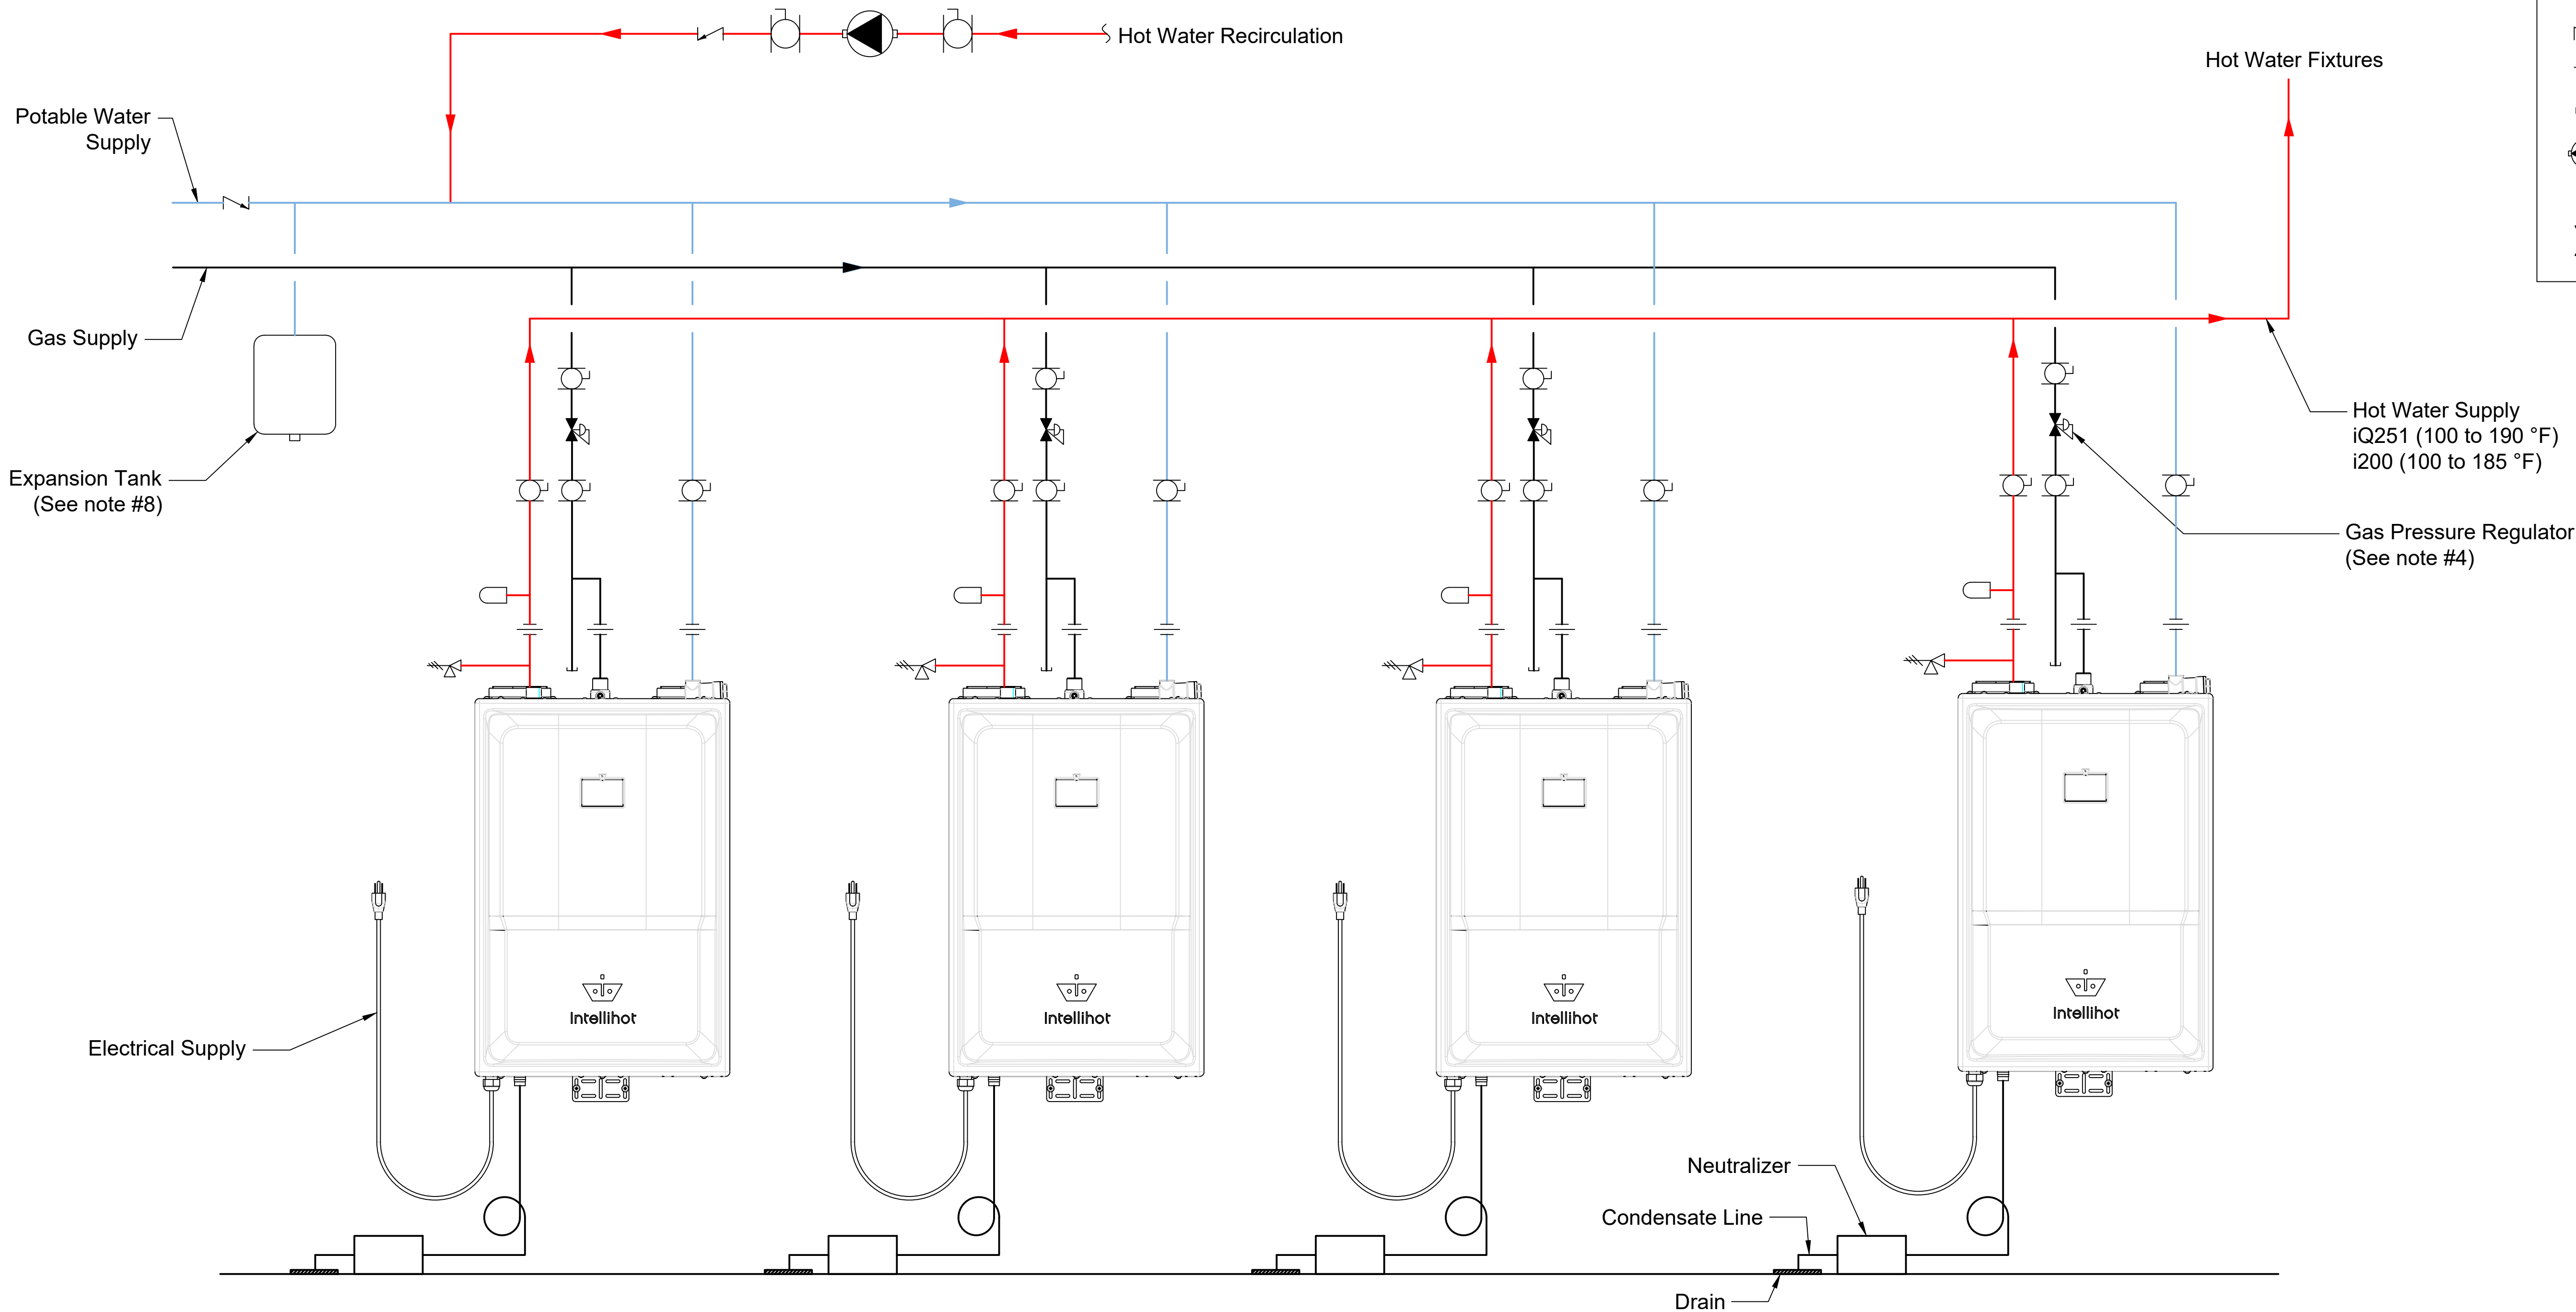 Hot Water Recirculation
Hot Water Fixtures
Potable Water
Supply
Gas Supply
Expansion Tank
(See note #8)
Hot Water Supply
iQ251 (100 to 190 °F)
i200 (100 to 185 °F)
Gas Pressure Regulator
(See note #4)
Intellihot
Intellihot
Intellihot
Intellihot
Electrical Supply
Neutralizer
Condensate Line
Drain